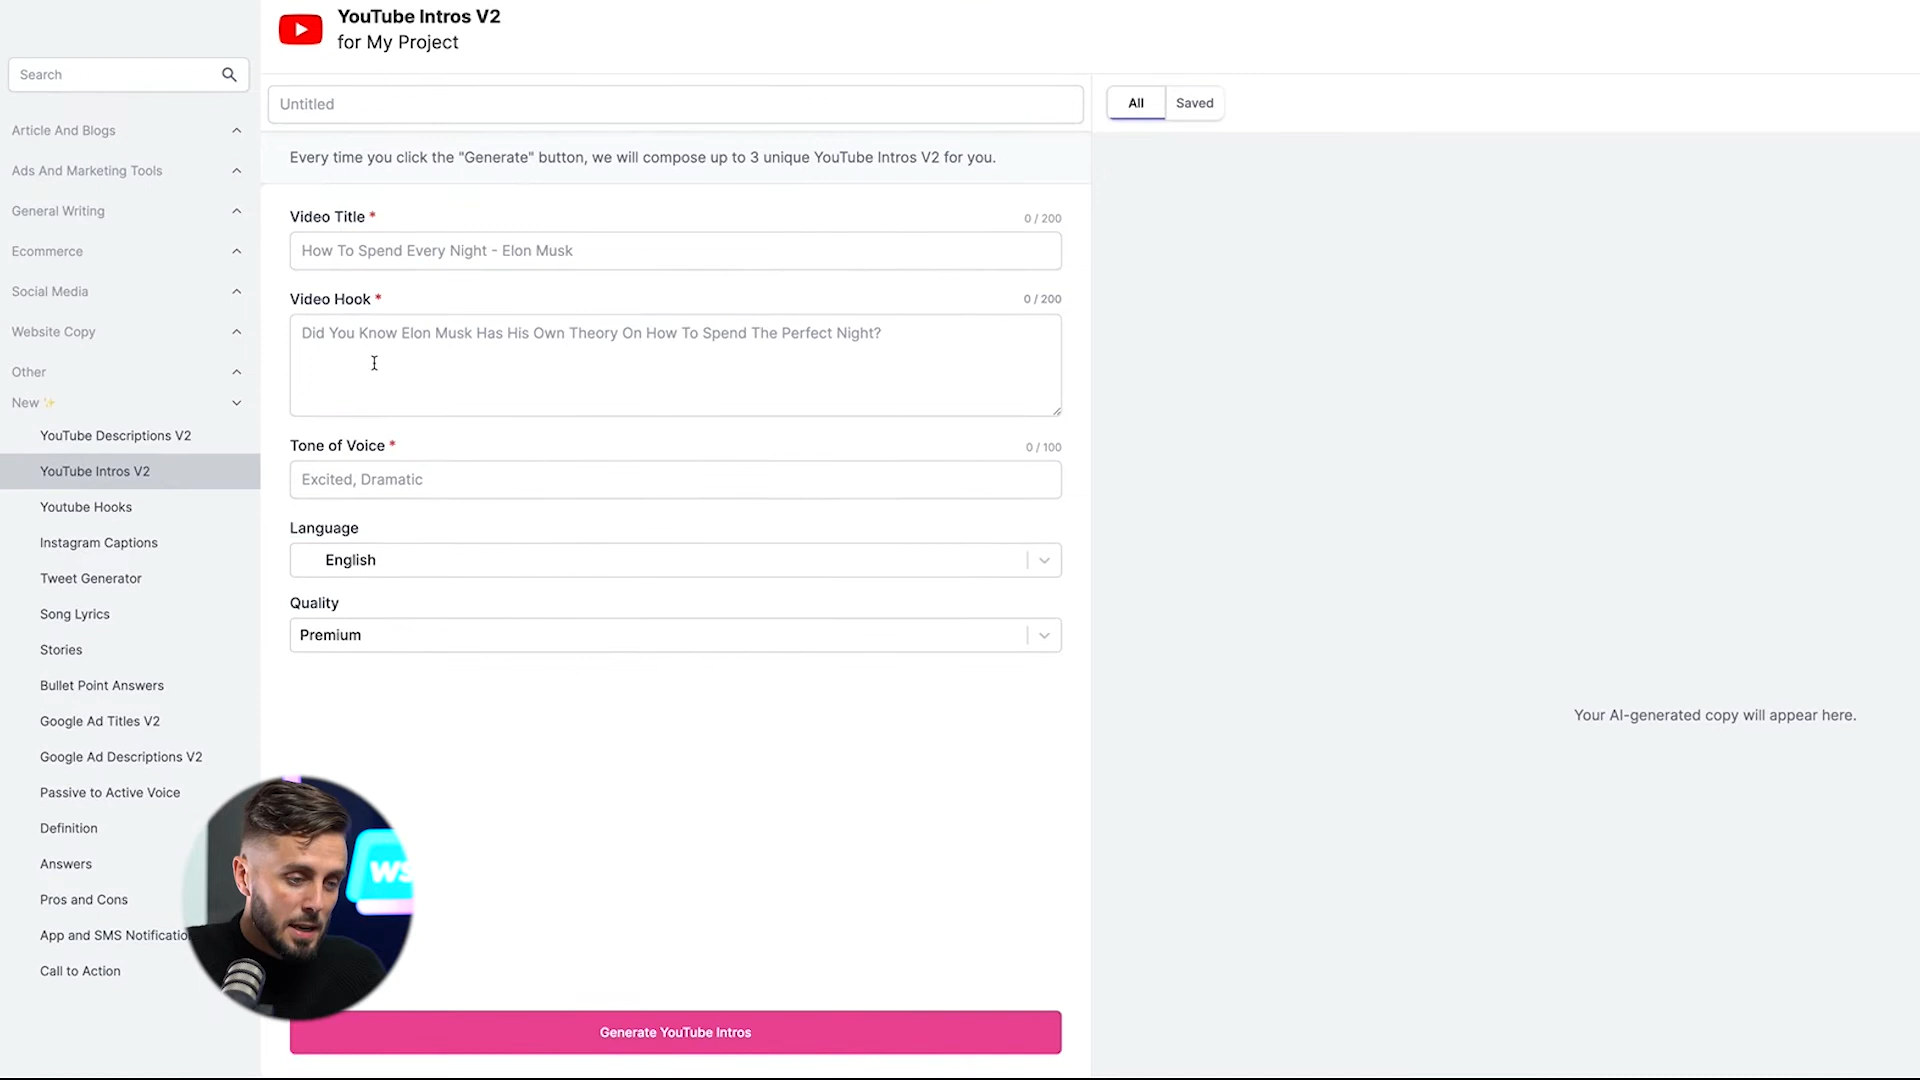 YouTube Intros V2
for My Project
Search
Article And Blogs
Ads And Marketing Tools
General Writing
Ecommerce
Social Media
Website Copy
Other
New ✨
YouTube Descriptions V2
YouTube Intros V2
Youtube Hooks
Instagram Captions
Tweet Generator
Song Lyrics
Stories
Bullet Point Answers
Google Ad Titles V2
Google Ad Descriptions V2
Passive to Active Voice
Definition
Answers
Pros and Cons
App and SMS Notificatio
Call to Action
Untitled
Every time you click the "Generate" button, we will compose up to 3 unique YouTube Intros V2 for you.
Video Title * 0 / 200
How To Spend Every Night - Elon Musk
Video Hook * 0 / 200
Did You Know Elon Musk Has His Own Theory On How To Spend The Perfect Night?
Tone of Voice * 0 / 100
Excited, Dramatic
Language
English
Quality
Premium
Generate YouTube Intros
All Saved
Your AI-generated copy will appear here.
WS